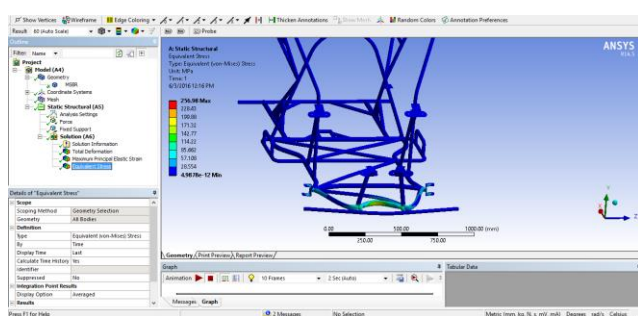 Show Vertices Wireframe Edge Coloring Thicken Annotations Show Mesh Random Colors Annotation Preferences
Result 60 (Auto Scale) Probe
Outline
Filter: Name
Project
Model (A4)
Geometry
Coordinate Systems
Mesh
Static Structural (A5)
Analysis Settings
Force
Fixed Support
Solution (A6)
Solution Information
Total Deformation
Maximum Principal Elastic Strain
Equivalent Stress
A: Static Structural
Equivalent Stress
Type: Equivalent (von-Mises) Stress
Unit: MPa
Time: 1
6/3/2016 12:16 PM
256.98 Max
228.43
199.88
171.32
142.77
114.22
85.662
57.108
28.554
4.9878e-12 Min
ANSYS
0.00 500.00 1000.00 (mm)
250.00 750.00
Y
Z
Details of "Equivalent Stress"
Scope
Scoping Method Geometry Selection
Geometry All Bodies
Definition
Type Equivalent (von-Mises) Stress
By Time
Display Time Last
Calculate Time History Yes
Identifier
Suppressed No
Integration Point Results
Display Option Averaged
Results
Geometry Print Preview Report Preview
Graph
Animation 10 Frames 2 Sec (Auto)
Messages Graph
Tabular Data
Press F1 for Help 2 Messages No Selection Metric (mm, kg, N, s, mV, mA) Degrees rad/s Celsius